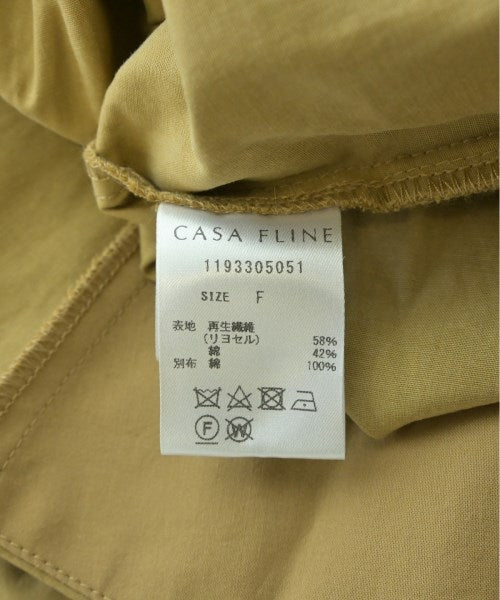 CASA FLINE
1193305051
SIZE F
表地 再生繊維
(リヨセル) 58%
綿 42%
別布 綿 100%
F W